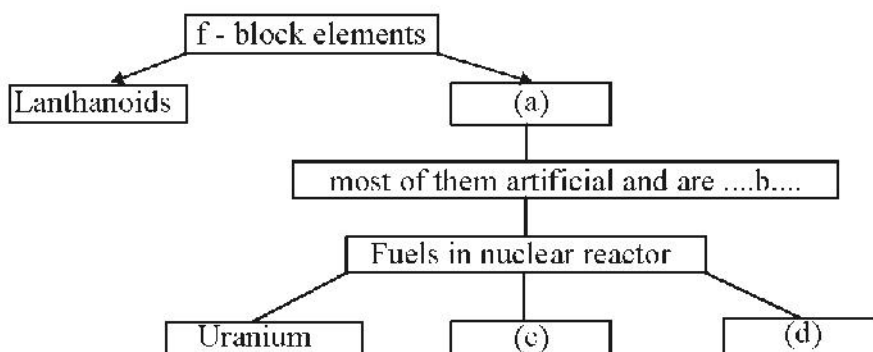 f - block elements
Lanthanoids
(a)
most of them artificial and are ....b....
Fuels in nuclear reactor
Uranium
(c)
(d)